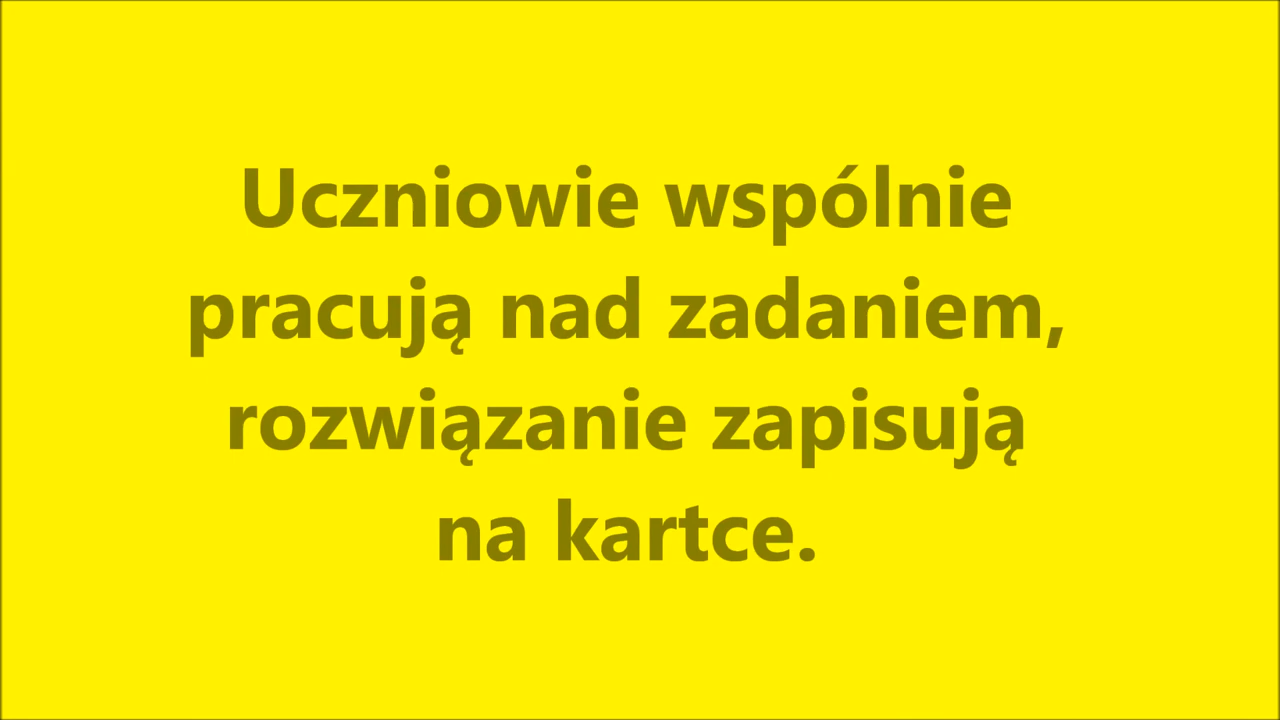 Uczniowie wspólnie
pracują nad zadaniem,
rozwiązanie zapisują
na kartce.